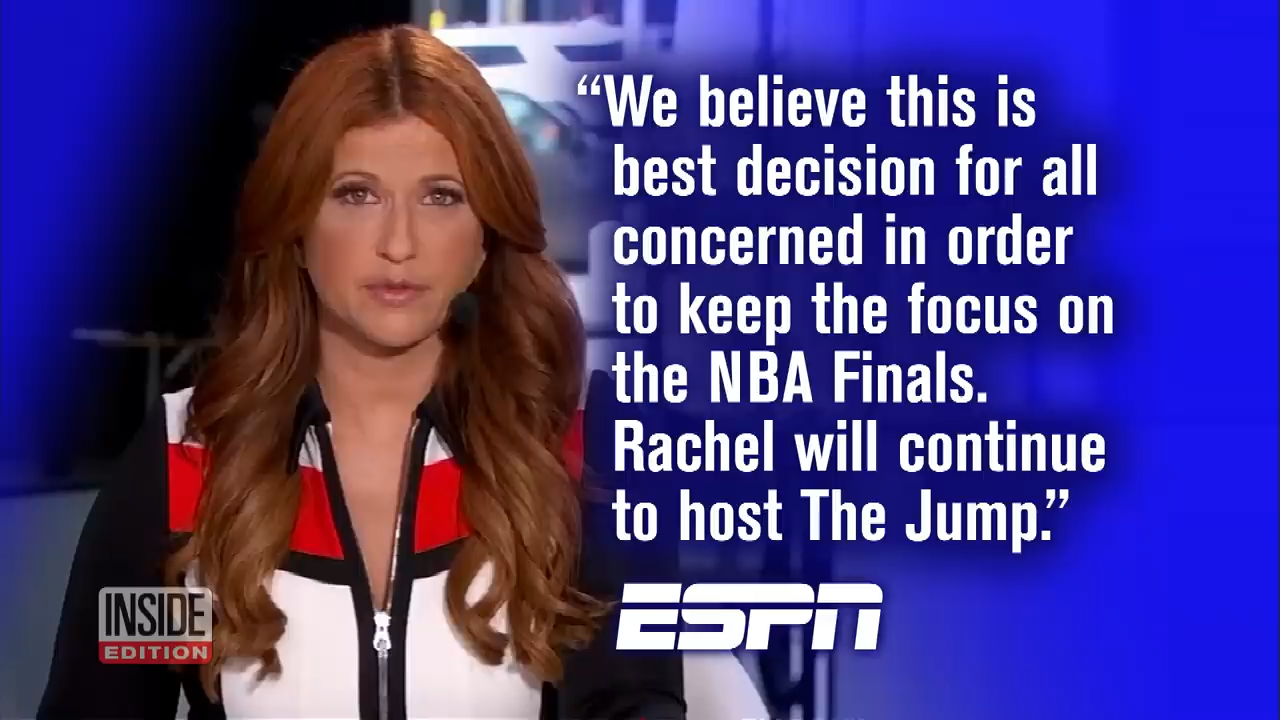 “We believe this is
best decision for all
concerned in order
to keep the focus on
the NBA Finals.
Rachel will continue
to host The Jump.”
ESPN
INSIDE
EDITION